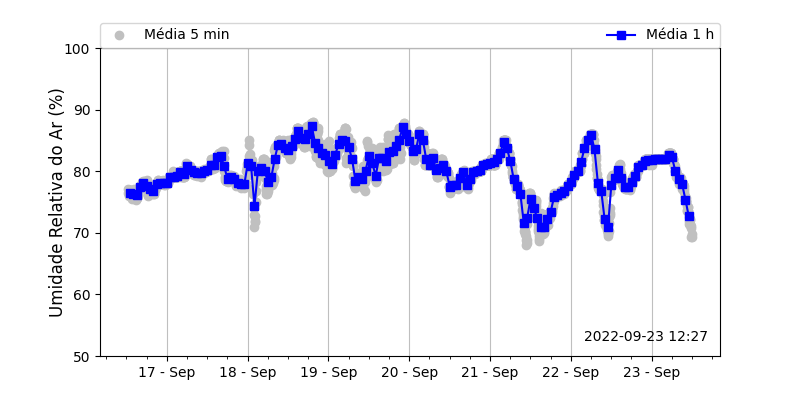 Média 5 min
Média 1 h
100
90
80
70
60
50
Umidade Relativa do Ar (%)
2022-09-23 12:27
17 - Sep
18 - Sep
19 - Sep
20 - Sep
21 - Sep
22 - Sep
23 - Sep